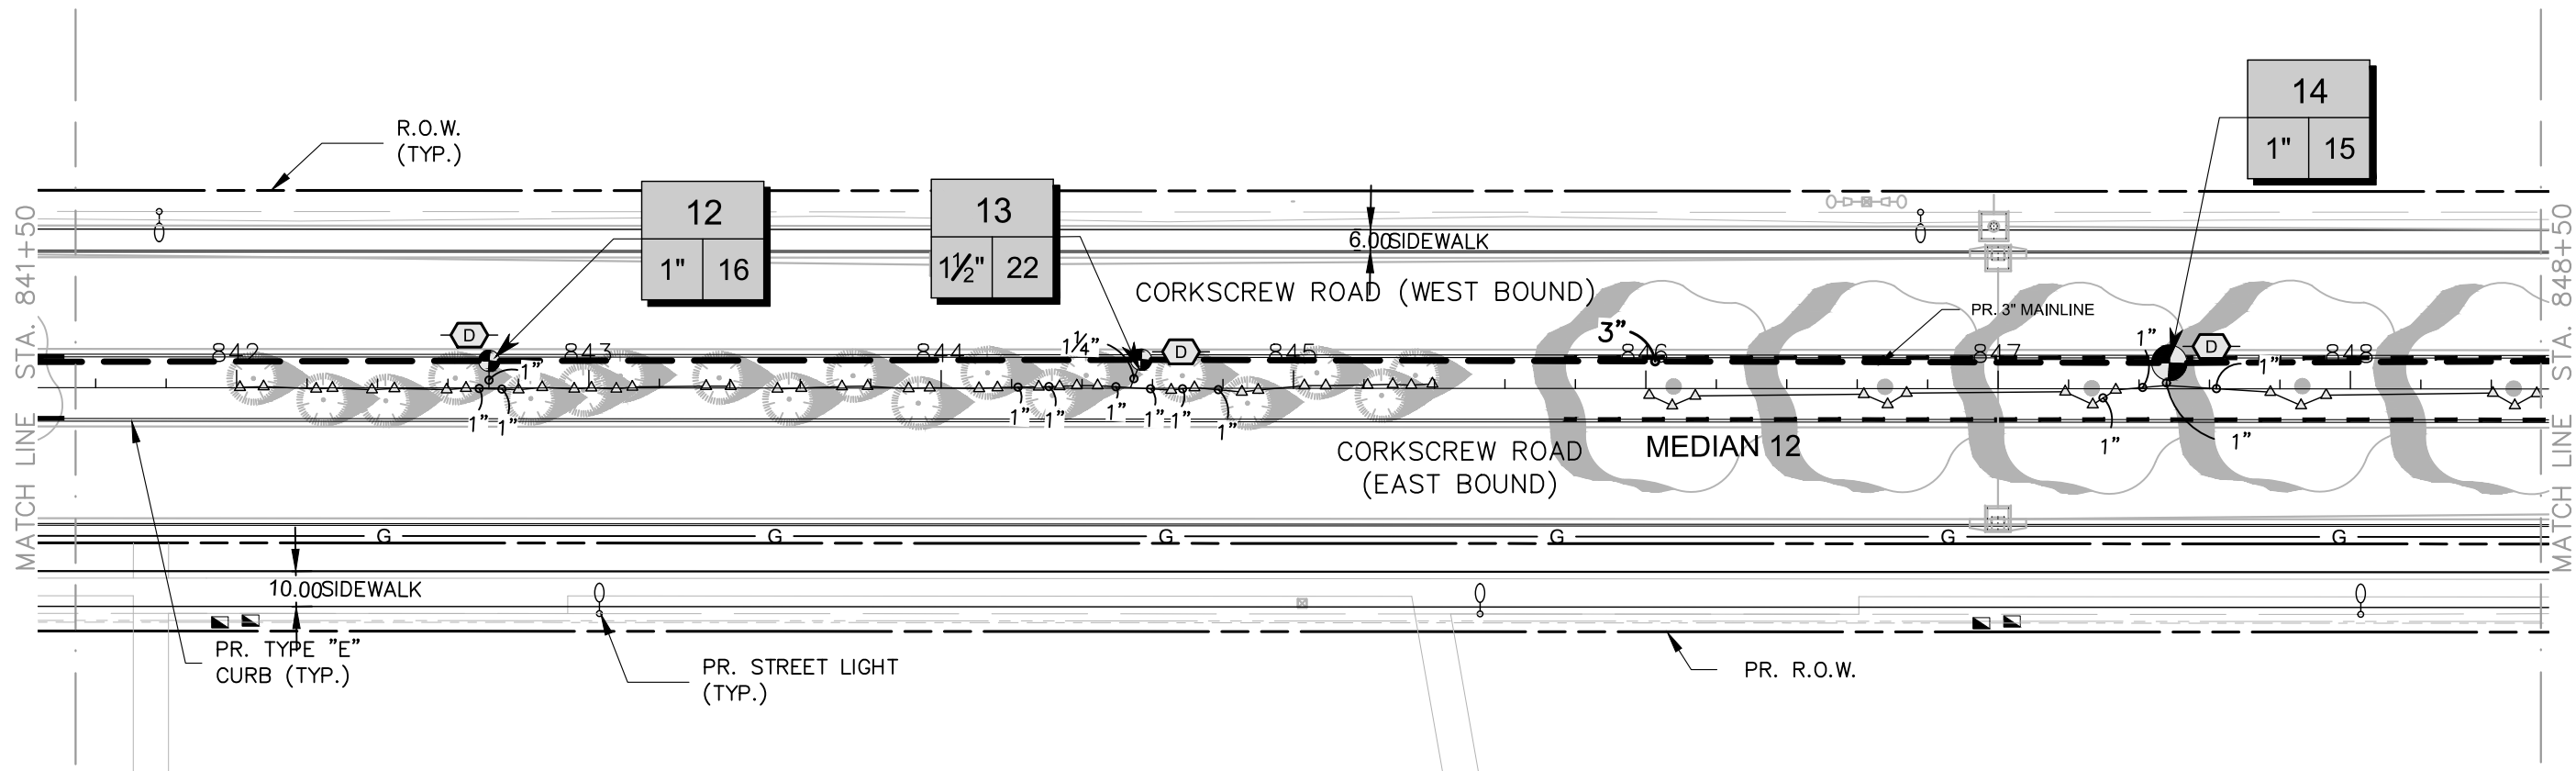 14
1" 15
R.O.W.
(TYP.)
12
1" 16
13
1½" 22
6.00 SIDEWALK
CORKSCREW ROAD (WEST BOUND)
PR. 3" MAINLINE
MATCH LINE STA. 841+50
MATCH LINE STA. 848+50
D
D
D
842
843
844
845
846
847
848
1"
1¼"
3"
1"
1"
1"
1"
1"
1"
1"
1"
1"
1"
1"
1"
CORKSCREW ROAD
(EAST BOUND)
MEDIAN 12
G
G
G
G
G
G
10.00 SIDEWALK
PR. TYPE "E"
CURB (TYP.)
PR. STREET LIGHT
(TYP.)
PR. R.O.W.